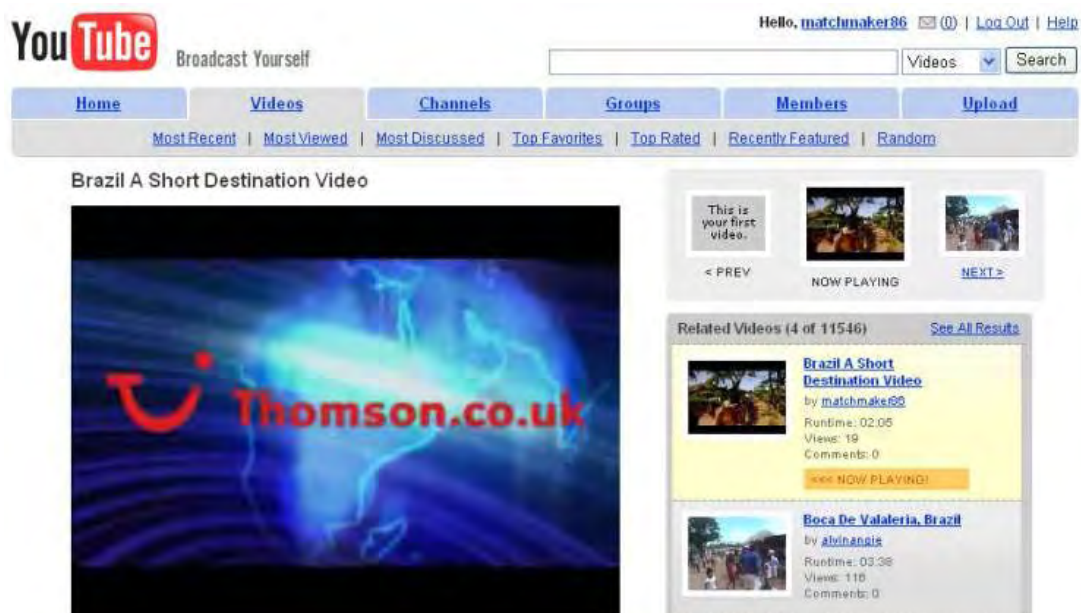 Hello, matchmaker86 (0) | Log Out | Help
You Tube Broadcast Yourself
Videos Search
Home Videos Channels Groups Members Upload
Most Recent | Most Viewed | Most Discussed | Top Favorites | Top Rated | Recently Featured | Random
Brazil A Short Destination Video
Thomson.co.uk
This is
your first
video.
< PREV NOW PLAYING NEXT >
Related Videos (4 of 11546) See All Results
Brazil A Short
Destination Video
by matchmaker86
Runtime: 02:05
Views: 19
Comments: 0
<<< NOW PLAYING!
Boca De Valaleria, Brazil
by alvinangie
Runtime: 03:38
Views: 116
Comments: 0